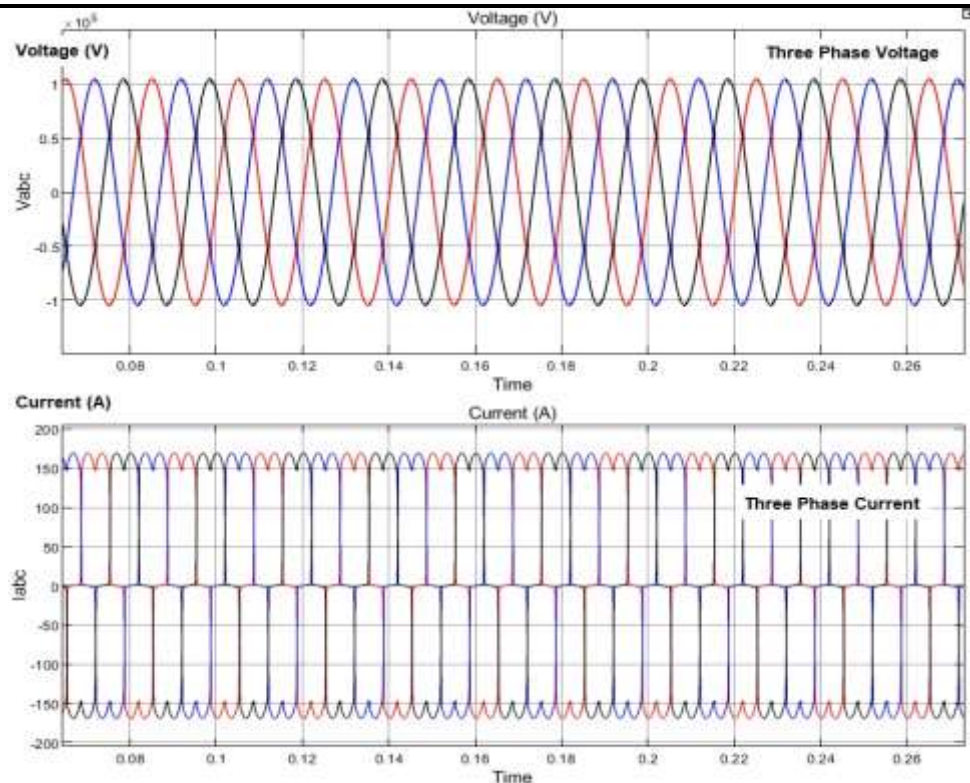 Voltage (V)
× 10⁵
Voltage (V)
Three Phase Voltage
1
0.5
0
-0.5
-1
Vabc
0.08 0.1 0.12 0.14 0.16 0.18 0.2 0.22 0.24 0.26
Time
Current (A)
Current (A)
200
150
100
50
0
-50
-100
-150
-200
Three Phase Current
Iabc
0.08 0.1 0.12 0.14 0.16 0.18 0.2 0.22 0.24 0.26
Time